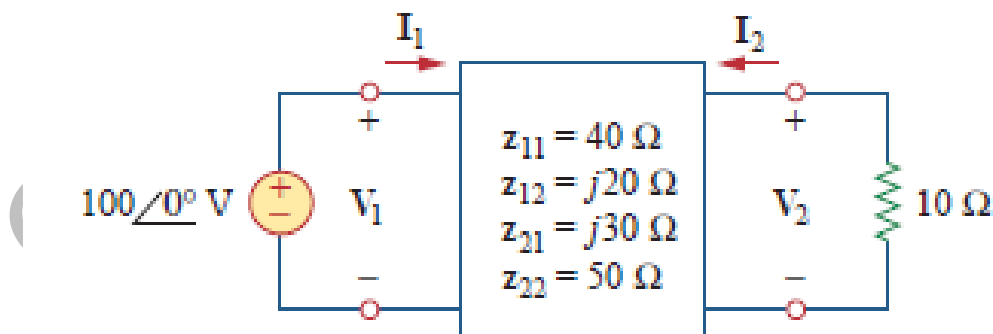 I₁
I₂
+
+
z₁₁ = 40 Ω
z₁₂ = j20 Ω
z₂₁ = j30 Ω
z₂₂ = 50 Ω
100∠0° V
+
−
V₁
V₂
10 Ω
−
−